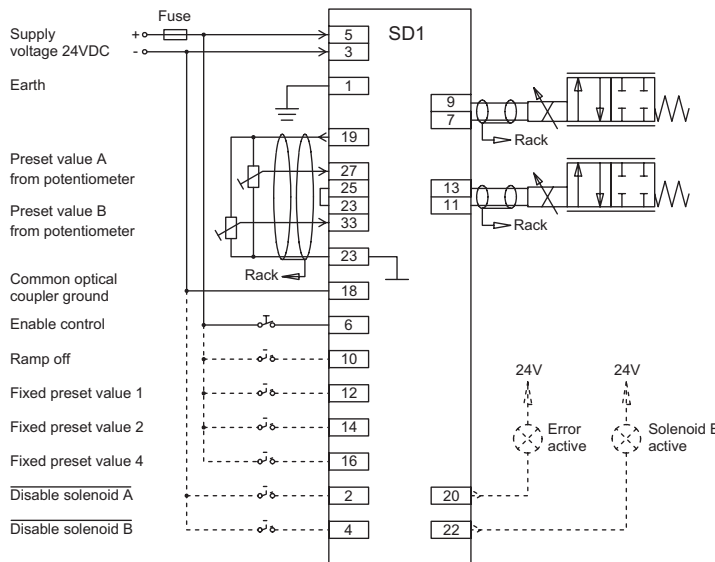 Fuse
Supply
voltage 24VDC
+
-
5
3
SD1
Earth
1
9
7
Rack
19
Preset value A
from potentiometer
27
25
23
Preset value B
from potentiometer
33
13
11
Rack
23
Rack
Common optical
coupler ground
18
Enable control
6
Ramp off
10
Fixed preset value 1
12
Fixed preset value 2
14
Fixed preset value 4
16
Disable solenoid A
2
Disable solenoid B
4
24V
24V
Error
active
Solenoid B
active
20
22